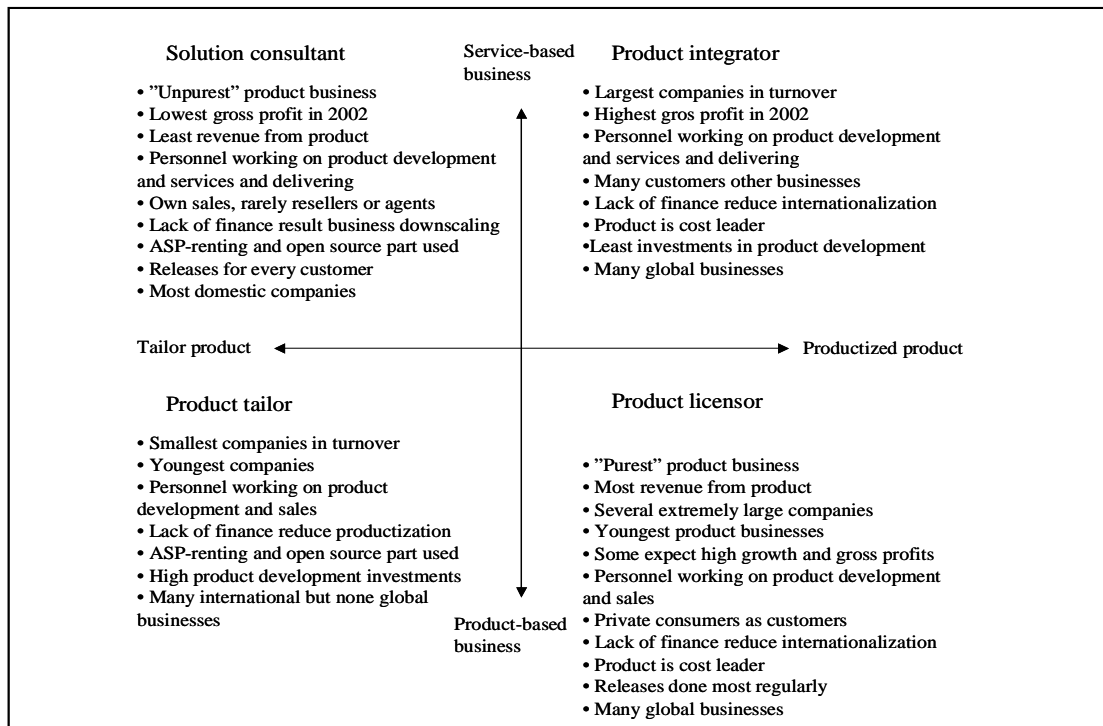 Solution consultant
• ”Unpurest” product business
• Lowest gross profit in 2002
• Least revenue from product
• Personnel working on product development
and services and delivering
• Own sales, rarely resellers or agents
• Lack of finance result business downscaling
• ASP-renting and open source part used
• Releases for every customer
• Most domestic companies
Service-based
business
Product integrator
• Largest companies in turnover
• Highest gros profit in 2002
• Personnel working on product development
and services and delivering
• Many customers other businesses
• Lack of finance reduce internationalization
• Product is cost leader
•Least investments in product development
• Many global businesses
Tailor product
Productized product
Product tailor
• Smallest companies in turnover
• Youngest companies
• Personnel working on product
development and sales
• Lack of finance reduce productization
• ASP-renting and open source part used
• High product development investments
• Many international but none global
businesses
Product-based
business
Product licensor
• ”Purest” product business
• Most revenue from product
• Several extremely large companies
• Youngest product businesses
• Some expect high growth and gross profits
• Personnel working on product development
and sales
• Private consumers as customers
• Lack of finance reduce internationalization
• Product is cost leader
• Releases done most regularly
• Many global businesses